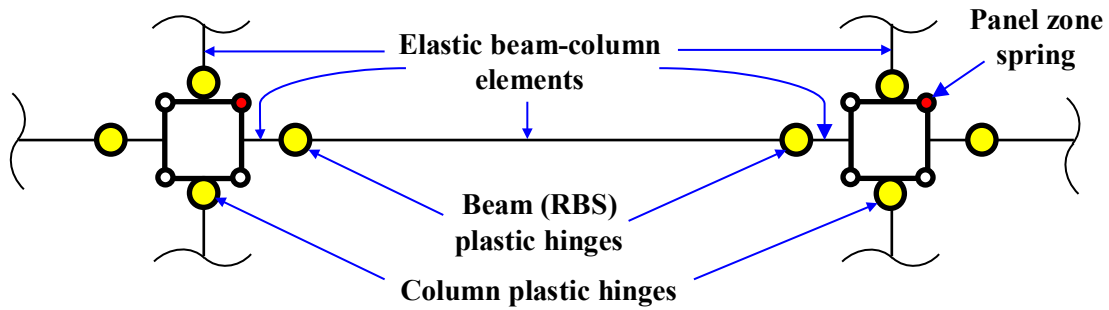 Elastic beam-column
elements
Panel zone
spring
Beam (RBS)
plastic hinges
Column plastic hinges